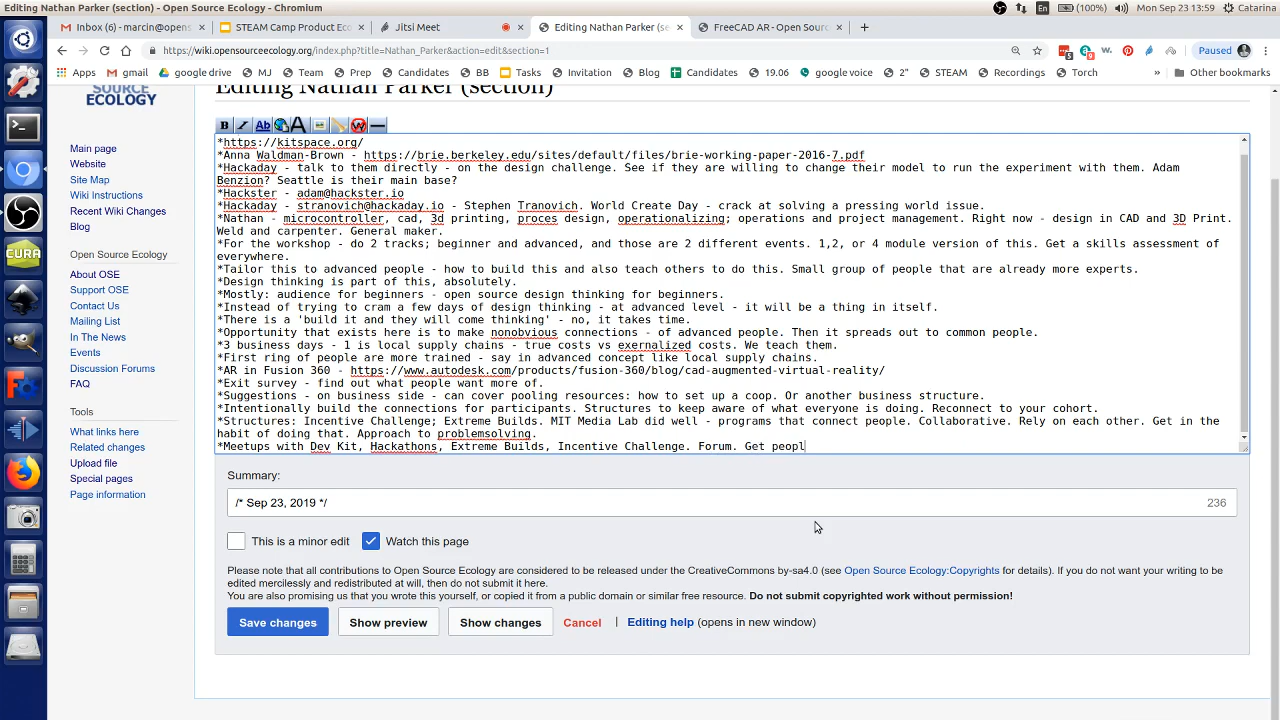 Editing Nathan Parker (section) - Open Source Ecology - Chromium
En (100%) Mon Sep 23 13:59 Catarina
Inbox (6) - marcin@opens
STEAM Camp Product Ec
Jitsi Meet
Editing Nathan Parker (se
FreeCAD AR - Open Sour
https://wiki.opensourceecology.org/index.php?title=Nathan_Parker&action=edit&section=1
Paused
Apps gmail google drive MJ Team Prep Candidates BB Tasks Invitation Blog Candidates 19.06 google voice 2" STEAM Recordings Torch » Other bookmarks
SOURCE
ECOLOGY
Main page
Website
Site Map
Wiki Instructions
Recent Wiki Changes
Blog
Open Source Ecology
About OSE
Support OSE
Contact Us
Mailing List
In The News
Events
Discussion Forums
FAQ
Tools
What links here
Related changes
Upload file
Special pages
Page information
Editing Nathan Parker (section)
B I Ab A
*https://kitspace.org/
*Anna Waldman-Brown - https://brie.berkeley.edu/sites/default/files/brie-working-paper-2016-7.pdf
*Hackaday - talk to them directly - on the design challenge. See if they are willing to change their model to run the experiment with them. Adam
Benzion? Seattle is their main base?
*Hackster - adam@hackster.io
*Hackaday - stranovich@hackaday.io - Stephen Tranovich. World Create Day - crack at solving a pressing world issue.
*Nathan - microcontroller, cad, 3d printing, proces design, operationaliza; operations and project management. Right now - design in CAD and 3D Print.
Weld and carpenter. General maker.
*For the workshop - do 2 tracks; beginner and advanced, and those are 2 different events. 1,2, or 4 module version of this. Get a skills assessment of
everywhere.
*Tailor this to advanced people - now to build this and also teach others to do this. Small group of people that are already more experts.
*Design thinking is part of this, absolutely.
*Mostly: audience for beginners - open source design thinking for beginners.
*Instead of trying to cram a few days of design thinking - at advanced level - it will be a thing in itself.
*There is a 'build it and they will come thinking' - no, it takes time.
*Opportunity that exists here is to make nonobvious connections - of advanced people. Then it spreads out to common people.
*3 business days - 1 is local supply chains - true costs vs exernalized costs. We teach them.
*First ring of people are more trained - say in advanced concept like local supply chains.
*AR in Fusion 360 - https://www.autodesk.com/products/fusion-360/blog/cad-augmented-virtual-reality/
*Exit survey - find out what people want more of.
*Suggestions - on business side - can cover pooling resources: how to set up a coop. Or another business structure.
*Intentionally build the connections for participants. Structures to keep aware of what everyone is doing. Reconnect to your cohort.
*Structures: Incentive Challenge; Extreme Builds. MIT Media Lab did well - programs that connect people. Collaborative. Rely on each other. Get in the
habit of doing that. Approach to problemsolving.
*Meetups with Dev Kit, Hackathons, Extreme Builds, Incentive Challenge. Forum. Get peopl
Summary:
/* Sep 23, 2019 */ 236
This is a minor edit Watch this page
Please note that all contributions to Open Source Ecology are considered to be released under the CreativeCommons by-sa4.0 (see Open Source Ecology:Copyrights for details). If you do not want your writing to be
edited mercilessly and redistributed at will, then do not submit it here.
You are also promising us that you wrote this yourself, or copied it from a public domain or similar free resource. Do not submit copyrighted work without permission!
Save changes Show preview Show changes Cancel | Editing help (opens in new window)
CURA